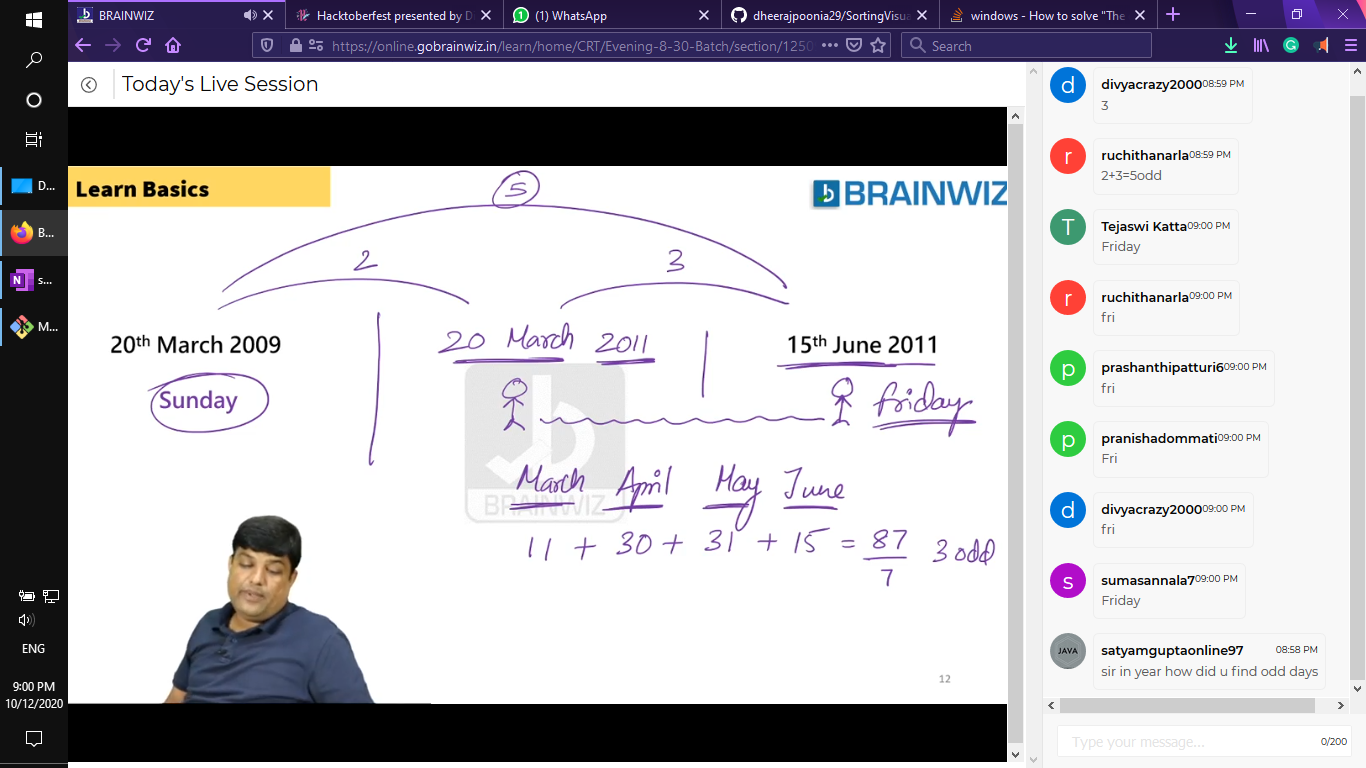 BRAINWIZ
Hacktoberfest presented by D
(1) WhatsApp
dheerajpoonia29/SortingVisua
windows - How to solve "The
https://online.gobrainwiz.in/learn/home/CRT/Evening-8-30-Batch/section/1250
Search
Today's Live Session
D...
B...
s...
M...
ENG
9:00 PM
10/12/2020
Learn Basics
5
BRAINWIZ
2
3
20th March 2009
20 March 2011
15th June 2011
Sunday
friday
BRAINWIZ
March April May June
11 + 30 + 31 + 15 = 87
7
3 odd
12
d
divyacrazy2000 08:59 PM
3
r
ruchithanarla 08:59 PM
2+3=5odd
T
Tejaswi Katta 09:00 PM
Friday
r
ruchithanarla 09:00 PM
fri
p
prashanthipatturi6 09:00 PM
fri
p
pranishadommati 09:00 PM
Fri
d
divyacrazy2000 09:00 PM
fri
s
sumasannala7 09:00 PM
Friday
JAVA
satyamguptaonline97 08:58 PM
sir in year how did u find odd days
Type your message...
0/200